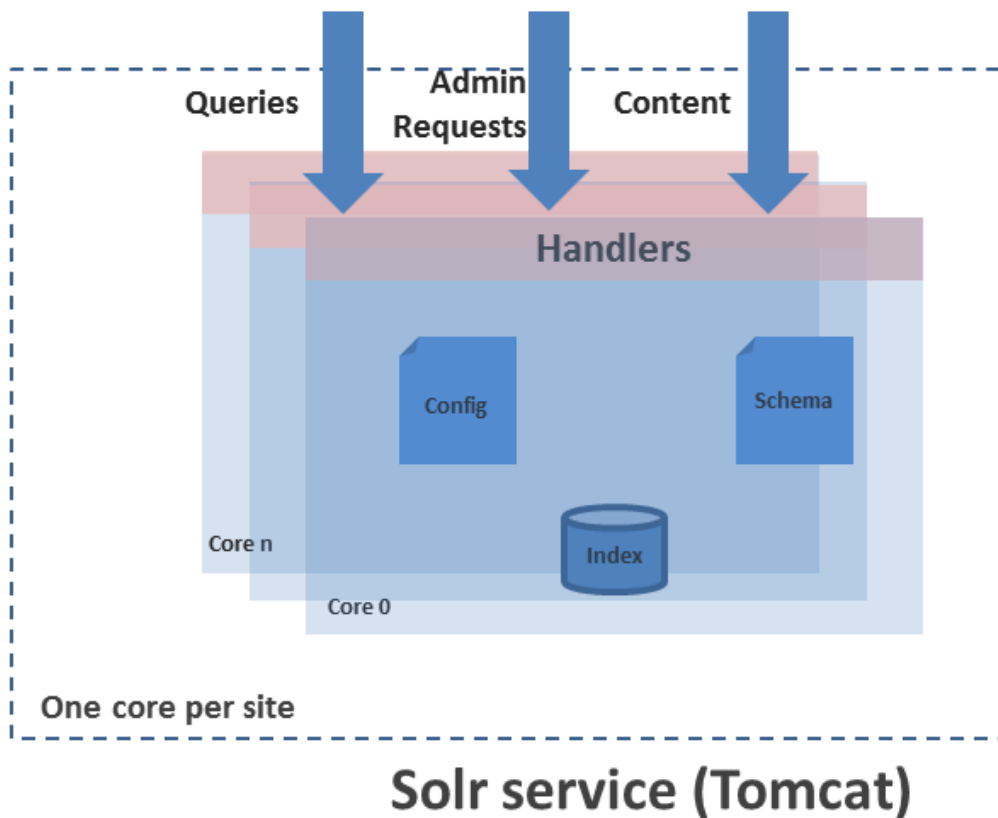 Queries
Admin
Requests
Content
Handlers
Config
Schema
Core n
Index
Core 0
One core per site
Solr service (Tomcat)